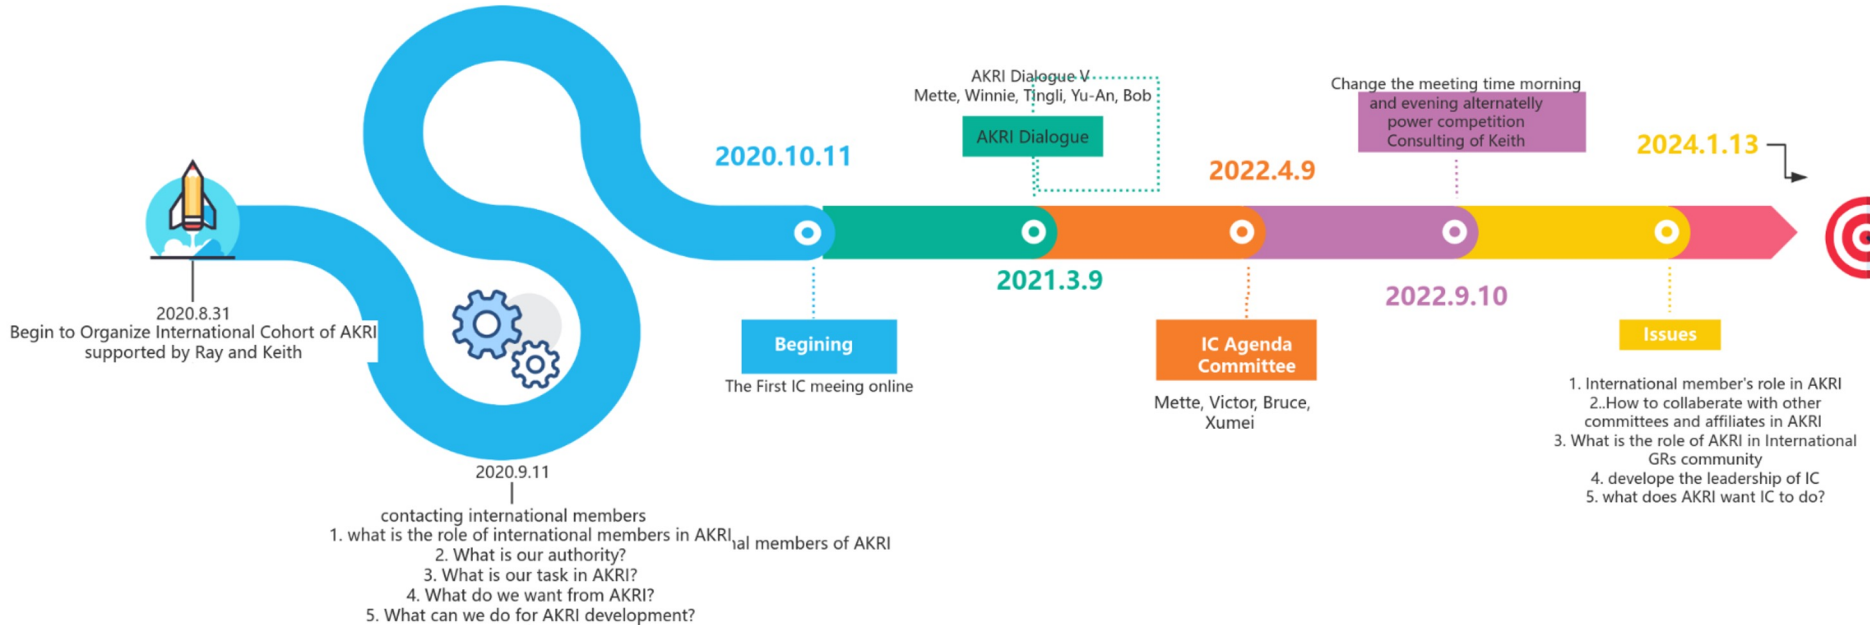 2020.8.31
Begin to Organize International Cohort of AKRI
supported by Ray and Keith
2020.9.11
contacting international members
1. what is the role of international members in AKRI
2. What is our authority?
3. What is our task in AKRI?
4. What do we want from AKRI?
5. What can we do for AKRI development?
members of AKRI
2020.10.11
Begining
The First IC meeing online
AKRI Dialogue V
Mette, Winnie, Tingli, Yu-An, Bob
AKRI Dialogue
2021.3.9
2022.4.9
IC Agenda
Committee
Mette, Victor, Bruce,
Xumei
Change the meeting time morning
and evening alternatelly
power competition
Consulting of Keith
2022.9.10
2024.1.13
Issues
1. International member's role in AKRI
2..How to collaberate with other
committees and affiliates in AKRI
3. What is the role of AKRI in International
GRs community
4. develope the leadership of IC
5. what does AKRI want IC to do?